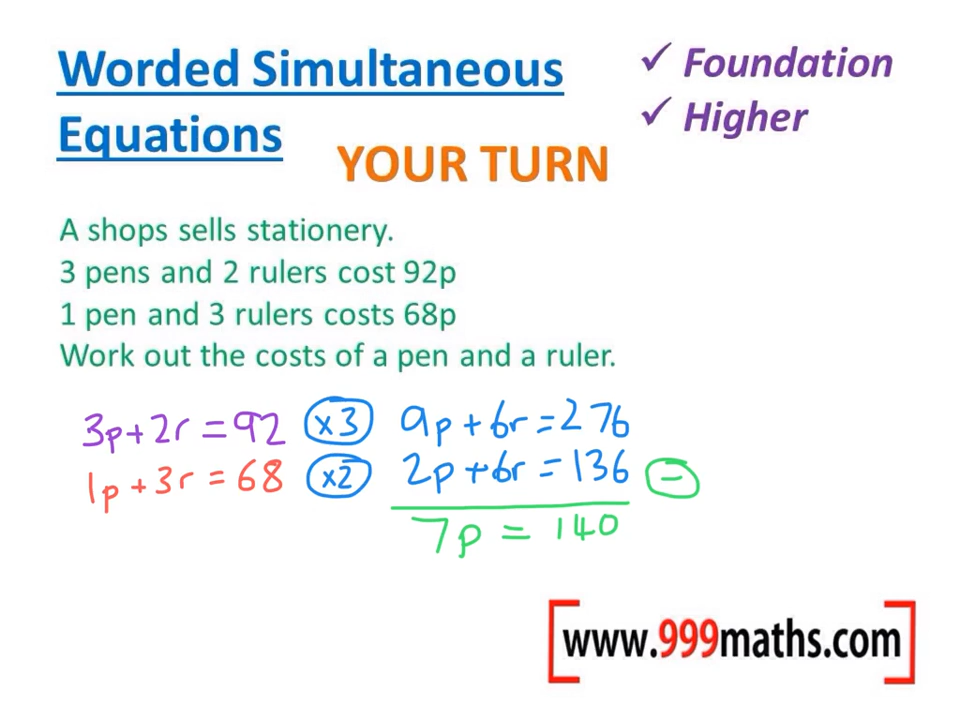 Worded Simultaneous
Equations
✓ Foundation
✓ Higher
YOUR TURN
A shops sells stationery.
3 pens and 2 rulers cost 92p
1 pen and 3 rulers costs 68p
Work out the costs of a pen and a ruler.
3p+2r=92 ×3 9p+6r=276
1p+3r=68 ×2 2p+6r=136 −
7p = 140
www.999maths.com